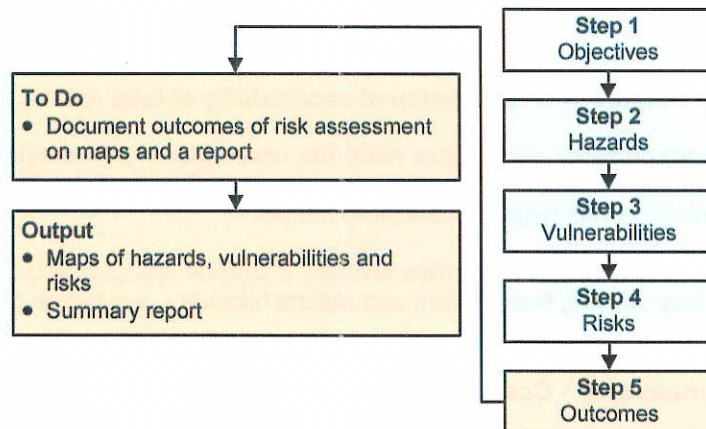 Step 1
Objectives
Step 2
Hazards
Step 3
Vulnerabilities
Step 4
Risks
Step 5
Outcomes
To Do
• Document outcomes of risk assessment
on maps and a report
Output
• Maps of hazards, vulnerabilities and
risks
• Summary report